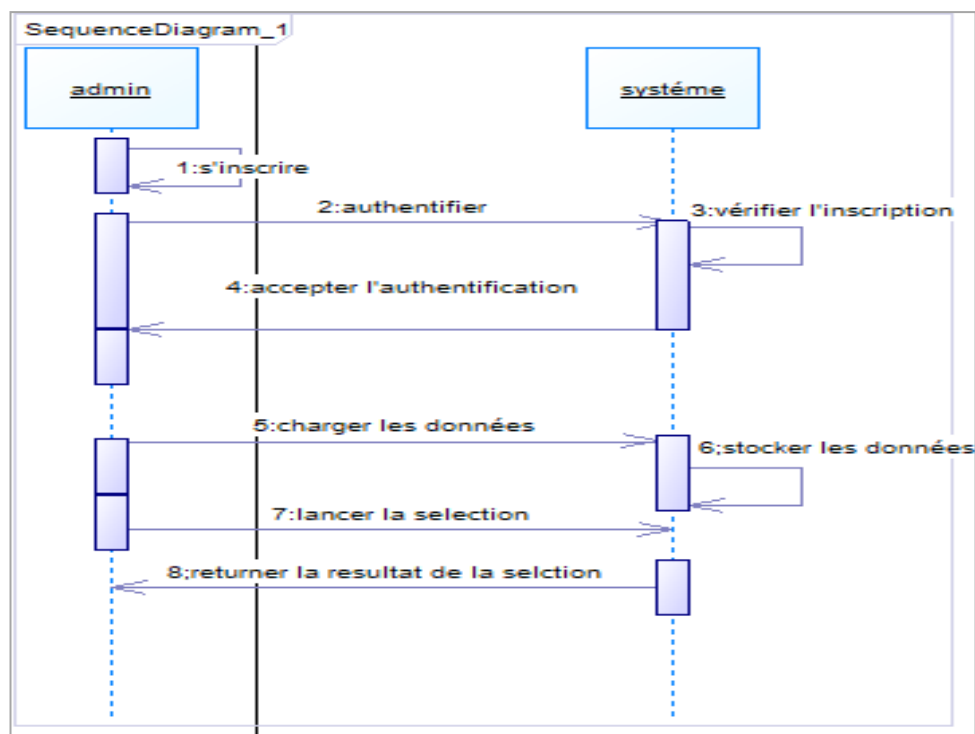 SequenceDiagram_1
admin
systéme
1:s'inscrire
2:authentifier
3:vérifier l'inscription
4:accepter l'authentification
5:charger les données
6;stocker les données
7:lancer la selection
8;returner la resultat de la selction